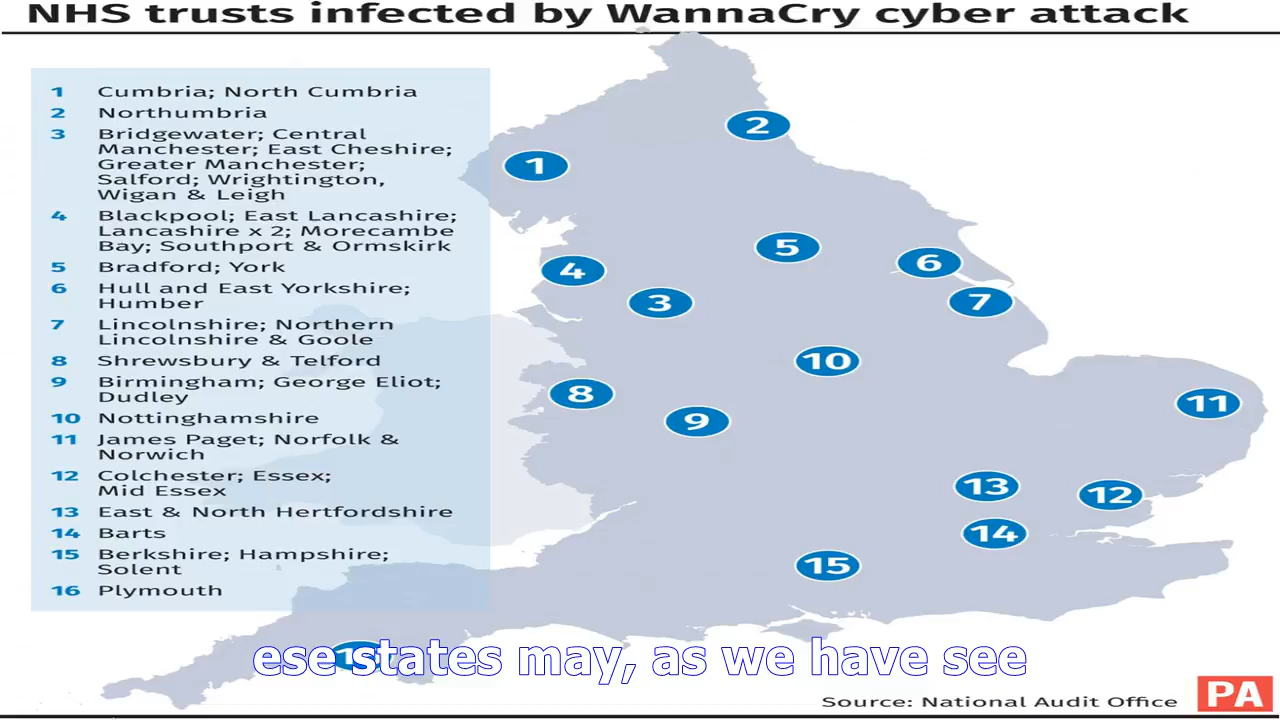 NHS trusts infected by WannaCry cyber attack
1 Cumbria; North Cumbria
2 Northumbria
3 Bridgewater; Central
Manchester; East Cheshire;
Greater Manchester;
Salford; Wrightington,
Wigan & Leigh
4 Blackpool; East Lancashire;
Lancashire x 2; Morecambe
Bay; Southport & Ormskirk
5 Bradford; York
6 Hull and East Yorkshire;
Humber
7 Lincolnshire; Northern
Lincolnshire & Goole
8 Shrewsbury & Telford
9 Birmingham; George Eliot;
Dudley
10 Nottinghamshire
11 James Paget; Norfolk &
Norwich
12 Colchester; Essex;
Mid Essex
13 East & North Hertfordshire
14 Barts
15 Berkshire; Hampshire;
Solent
16 Plymouth
2
1
5
6
4
3
7
10
8
11
9
13
12
14
15
ese states may, as we have see
Source: National Audit Office
PA